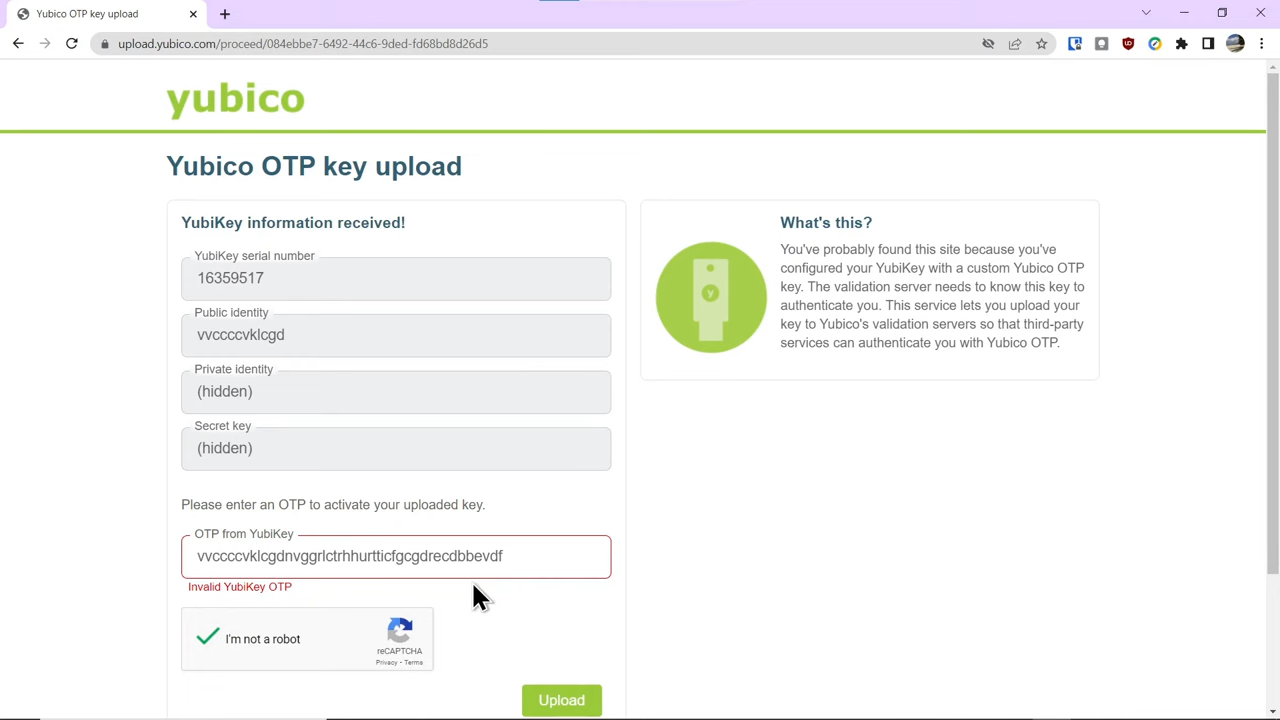 Yubico OTP key upload
upload.yubico.com/proceed/084ebbe7-6492-44c6-9ded-fd68bd8d26d5
yubico
Yubico OTP key upload
YubiKey information received!
YubiKey serial number
16359517
Public identity
vvccccvklcgd
Private identity
(hidden)
Secret key
(hidden)
Please enter an OTP to activate your uploaded key.
OTP from YubiKey
vvccccvklcgdnvggrlctrhhurtticfgcgdrecdbbevdf
Invalid YubiKey OTP
I'm not a robot
reCAPTCHA
Privacy - Terms
Upload
What's this?
y
You've probably found this site because you've
configured your YubiKey with a custom Yubico OTP
key. The validation server needs to know this key to
authenticate you. This service lets you upload your
key to Yubico's validation servers so that third-party
services can authenticate you with Yubico OTP.